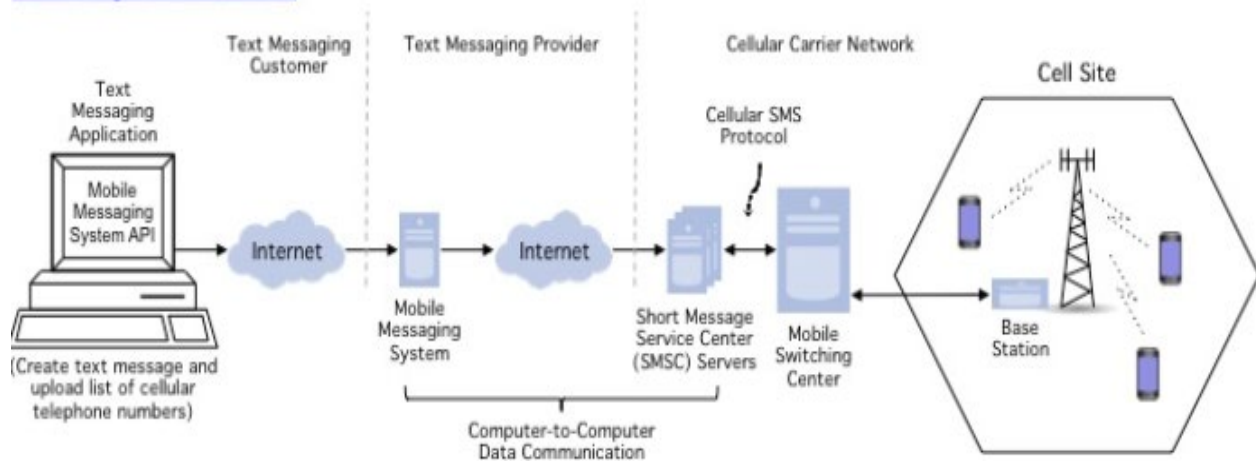 Text Messaging
Customer
Text Messaging Provider
Cellular Carrier Network
Cell Site
Text
Messaging
Application
Mobile
Messaging
System API
Cellular SMS
Protocol
Internet
Internet
Mobile
Messaging
System
Short Message
Service Center
(SMSC) Servers
Mobile
Switching
Center
Base
Station
(Create text message and
upload list of cellular
telephone numbers)
Computer-to-Computer
Data Communication